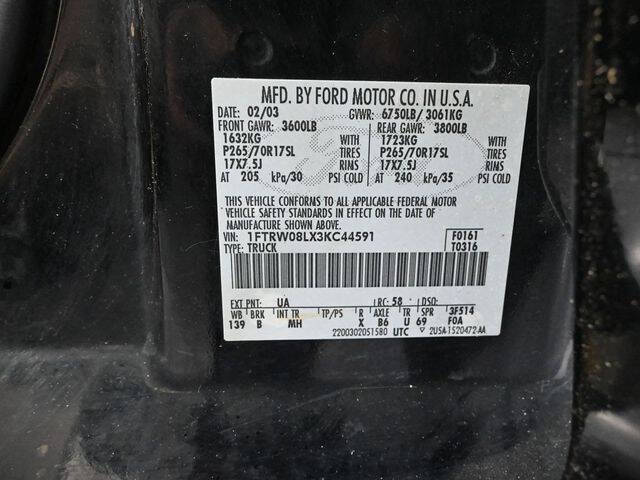 MFD. BY FORD MOTOR CO. IN U.S.A.
DATE: 02/03 GVWR: 6750LB/ 3061KG
FRONT GAWR: 3600LB REAR GAWR: 3800LB
1632KG WITH 1723KG WITH
P265/70R17SL TIRES P265/70R17SL TIRES
17X7.5J RIMS 17X7.5J RIMS
AT 205 kPa/30 PSI COLD AT 240 kPa/35 PSI COLD
THIS VEHICLE CONFORMS TO ALL APPLICABLE FEDERAL MOTOR
VEHICLE SAFETY STANDARDS IN EFFECT ON THE DATE OF
MANUFACTURE SHOWN ABOVE.
VIN: 1FTRW08LX3KC44591 F0161
TYPE: TRUCK T0316
EXT PNT: UA RC: 58 DSO:
WB BRK INT TR TP/PS R AXLE TR SPR 3F514
139 B MH X B6 U 69 F0A
2200302051580 UTC ▽ 2U5A-1520472-AA